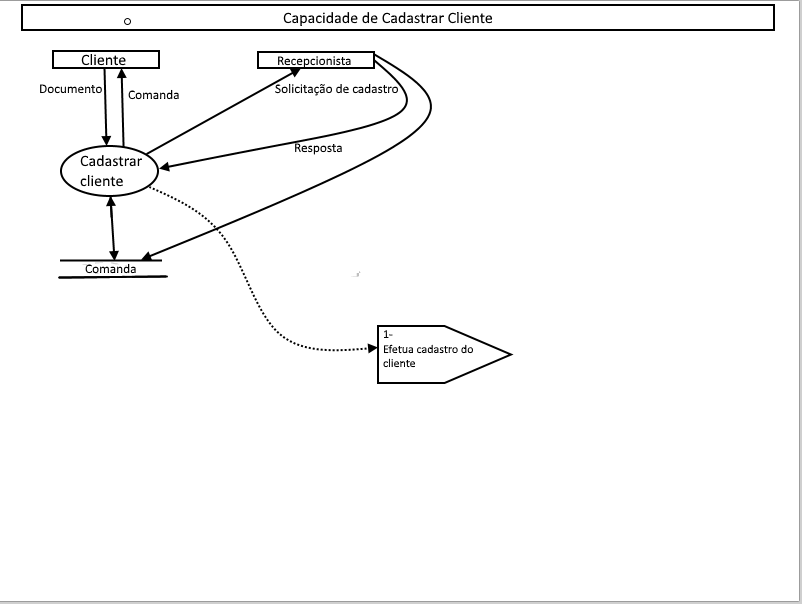 Capacidade de Cadastrar Cliente
Cliente
Recepcionista
Documento
Comanda
Solicitação de cadastro
Resposta
Cadastrar
cliente
Comanda
1-
Efetua cadastro do
cliente